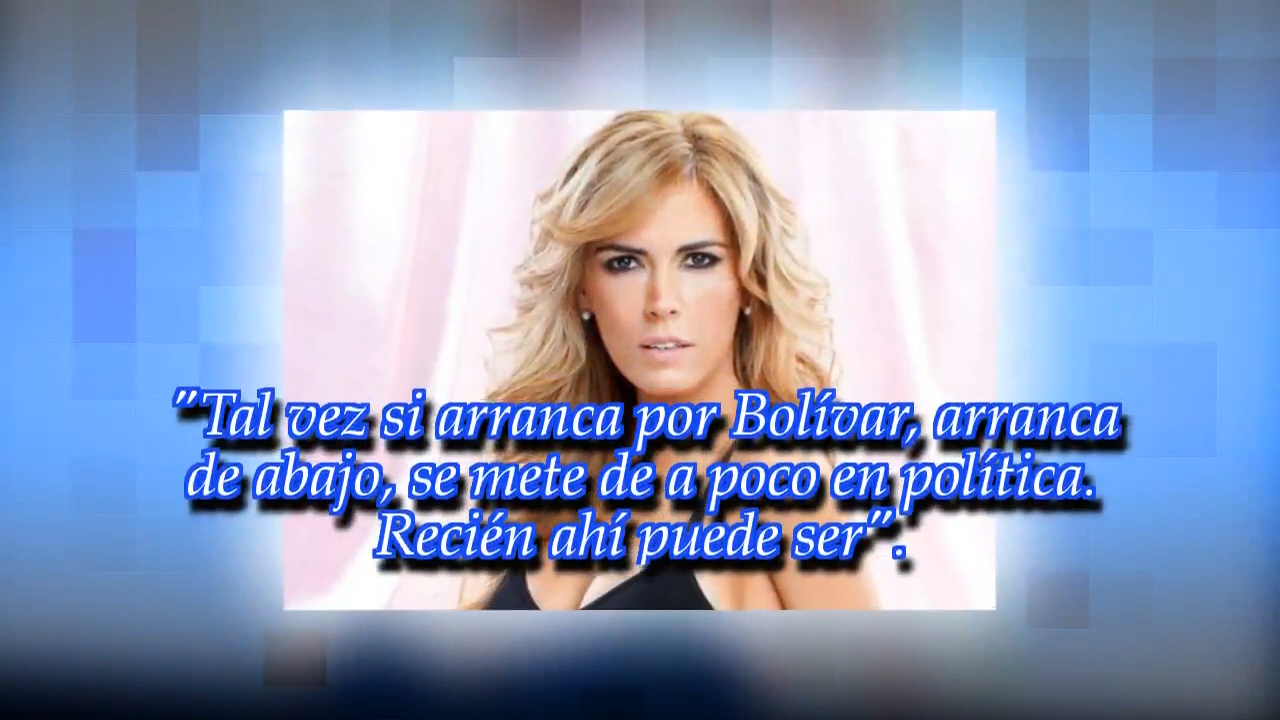 "Tal vez si arranca por Bolívar, arranca
de abajo, se mete de a poco en política.
Recién ahí puede ser".